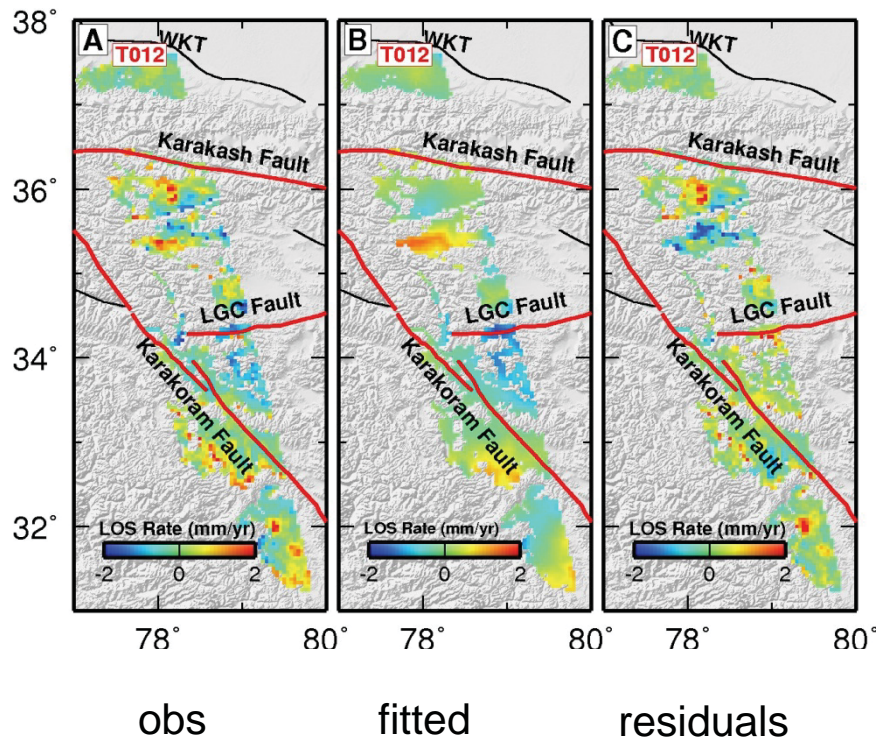 A
T012
WKT
Karakash Fault
LGC Fault
Karakoram Fault
LOS Rate (mm/yr)
-2 0 2
B
T012
WKT
Karakash Fault
LGC Fault
Karakoram Fault
LOS Rate (mm/yr)
-2 0 2
C
T012
WKT
Karakash Fault
LGC Fault
Karakoram Fault
LOS Rate (mm/yr)
-2 0 2
38˚
36˚
34˚
32˚
78˚ 80˚ 78˚ 80˚ 78˚ 80˚
obs fitted residuals